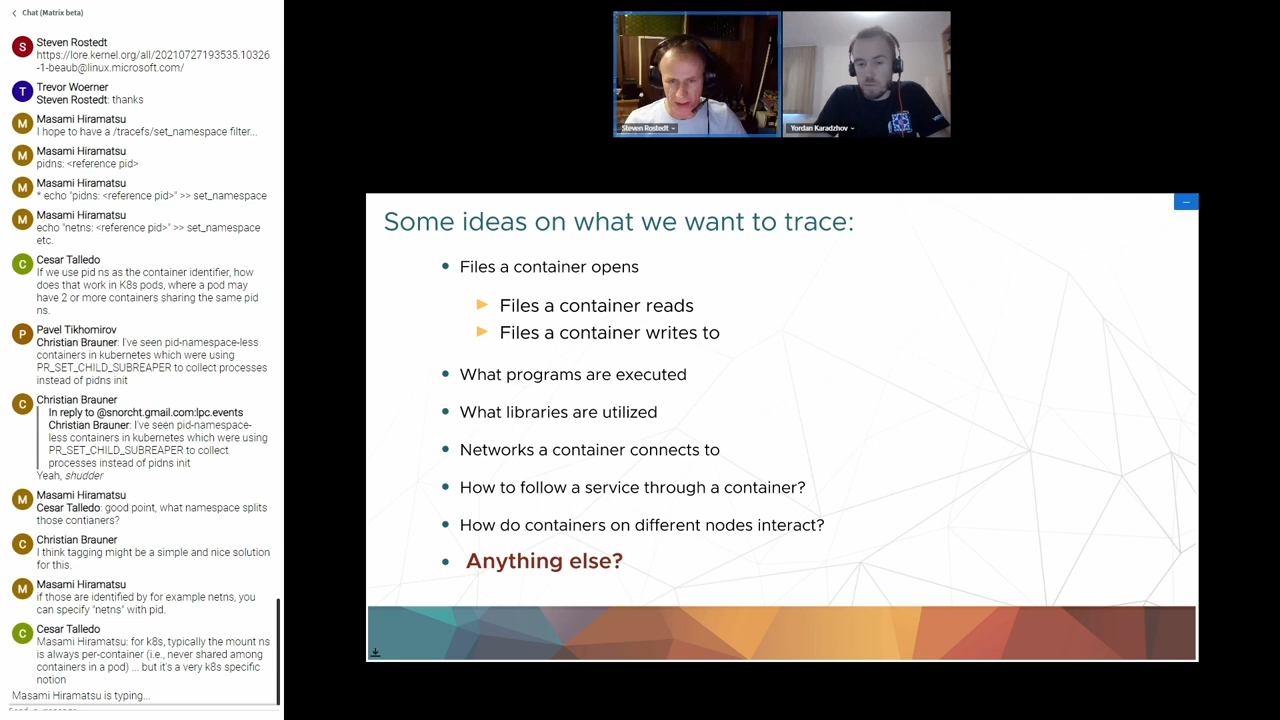 Chat (Matrix beta)
Steven Rostedt
https://lore.kernel.org/all/20210727193535.10326
-1-beaub@linux.microsoft.com/
Trevor Woerner
Steven Rostedt: thanks
Masami Hiramatsu
I hope to have a /tracefs/set_namespace filter...
Masami Hiramatsu
pidns: <reference pid>
Masami Hiramatsu
* echo "pidns: <reference pid>" >> set_namespace
Masami Hiramatsu
echo "netns: <reference pid>" >> set_namespace
etc.
Cesar Talledo
If we use pid ns as the container identifier, how
does that work in K8s pods, where a pod may
have 2 or more containers sharing the same pid
ns.
Pavel Tikhomirov
Christian Brauner: I've seen pid-namespace-less
containers in kubernetes which were using
PR_SET_CHILD_SUBREAPER to collect processes
instead of pidns init
Christian Brauner
In reply to @snorcht.gmail.com:lpc.events
Christian Brauner: I've seen pid-namespace-
less containers in kubernetes which were using
PR_SET_CHILD_SUBREAPER to collect
processes instead of pidns init
Yeah, shudder
Masami Hiramatsu
Cesar Talledo: good point, what namespace splits
those contianers?
Christian Brauner
I think tagging might be a simple and nice solution
for this.
Masami Hiramatsu
if those are identified by for example netns, you
can specify "netns" with pid.
Cesar Talledo
Masami Hiramatsu: for k8s, typically the mount ns
is always per-container (i.e., never shared among
containers in a pod) ... but it's a very k8s specific
notion
Masami Hiramatsu is typing...
Steven Rostedt
Yordan Karadzhov
Some ideas on what we want to trace:
Files a container opens
Files a container reads
Files a container writes to
What programs are executed
What libraries are utilized
Networks a container connects to
How to follow a service through a container?
How do containers on different nodes interact?
Anything else?